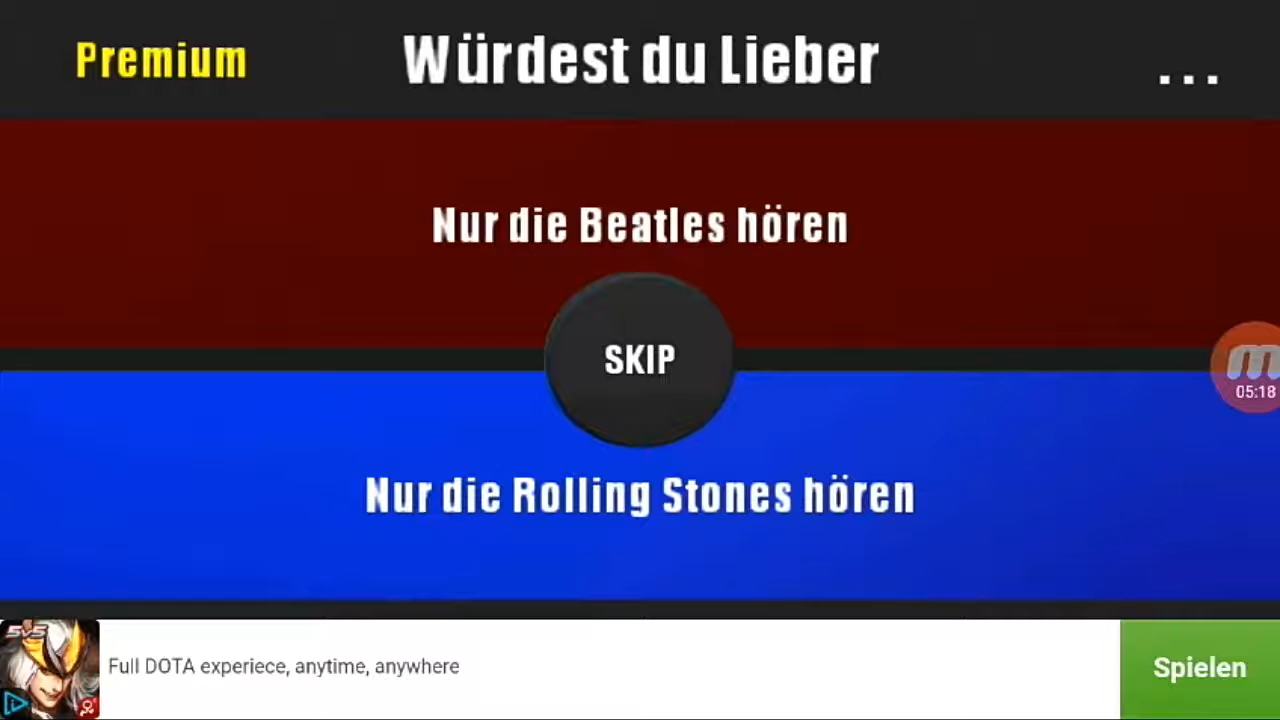 Premium
Würdest du Lieber
...
Nur die Beatles hören
SKIP
05:18
Nur die Rolling Stones hören
5v5
Full DOTA experiece, anytime, anywhere
Spielen